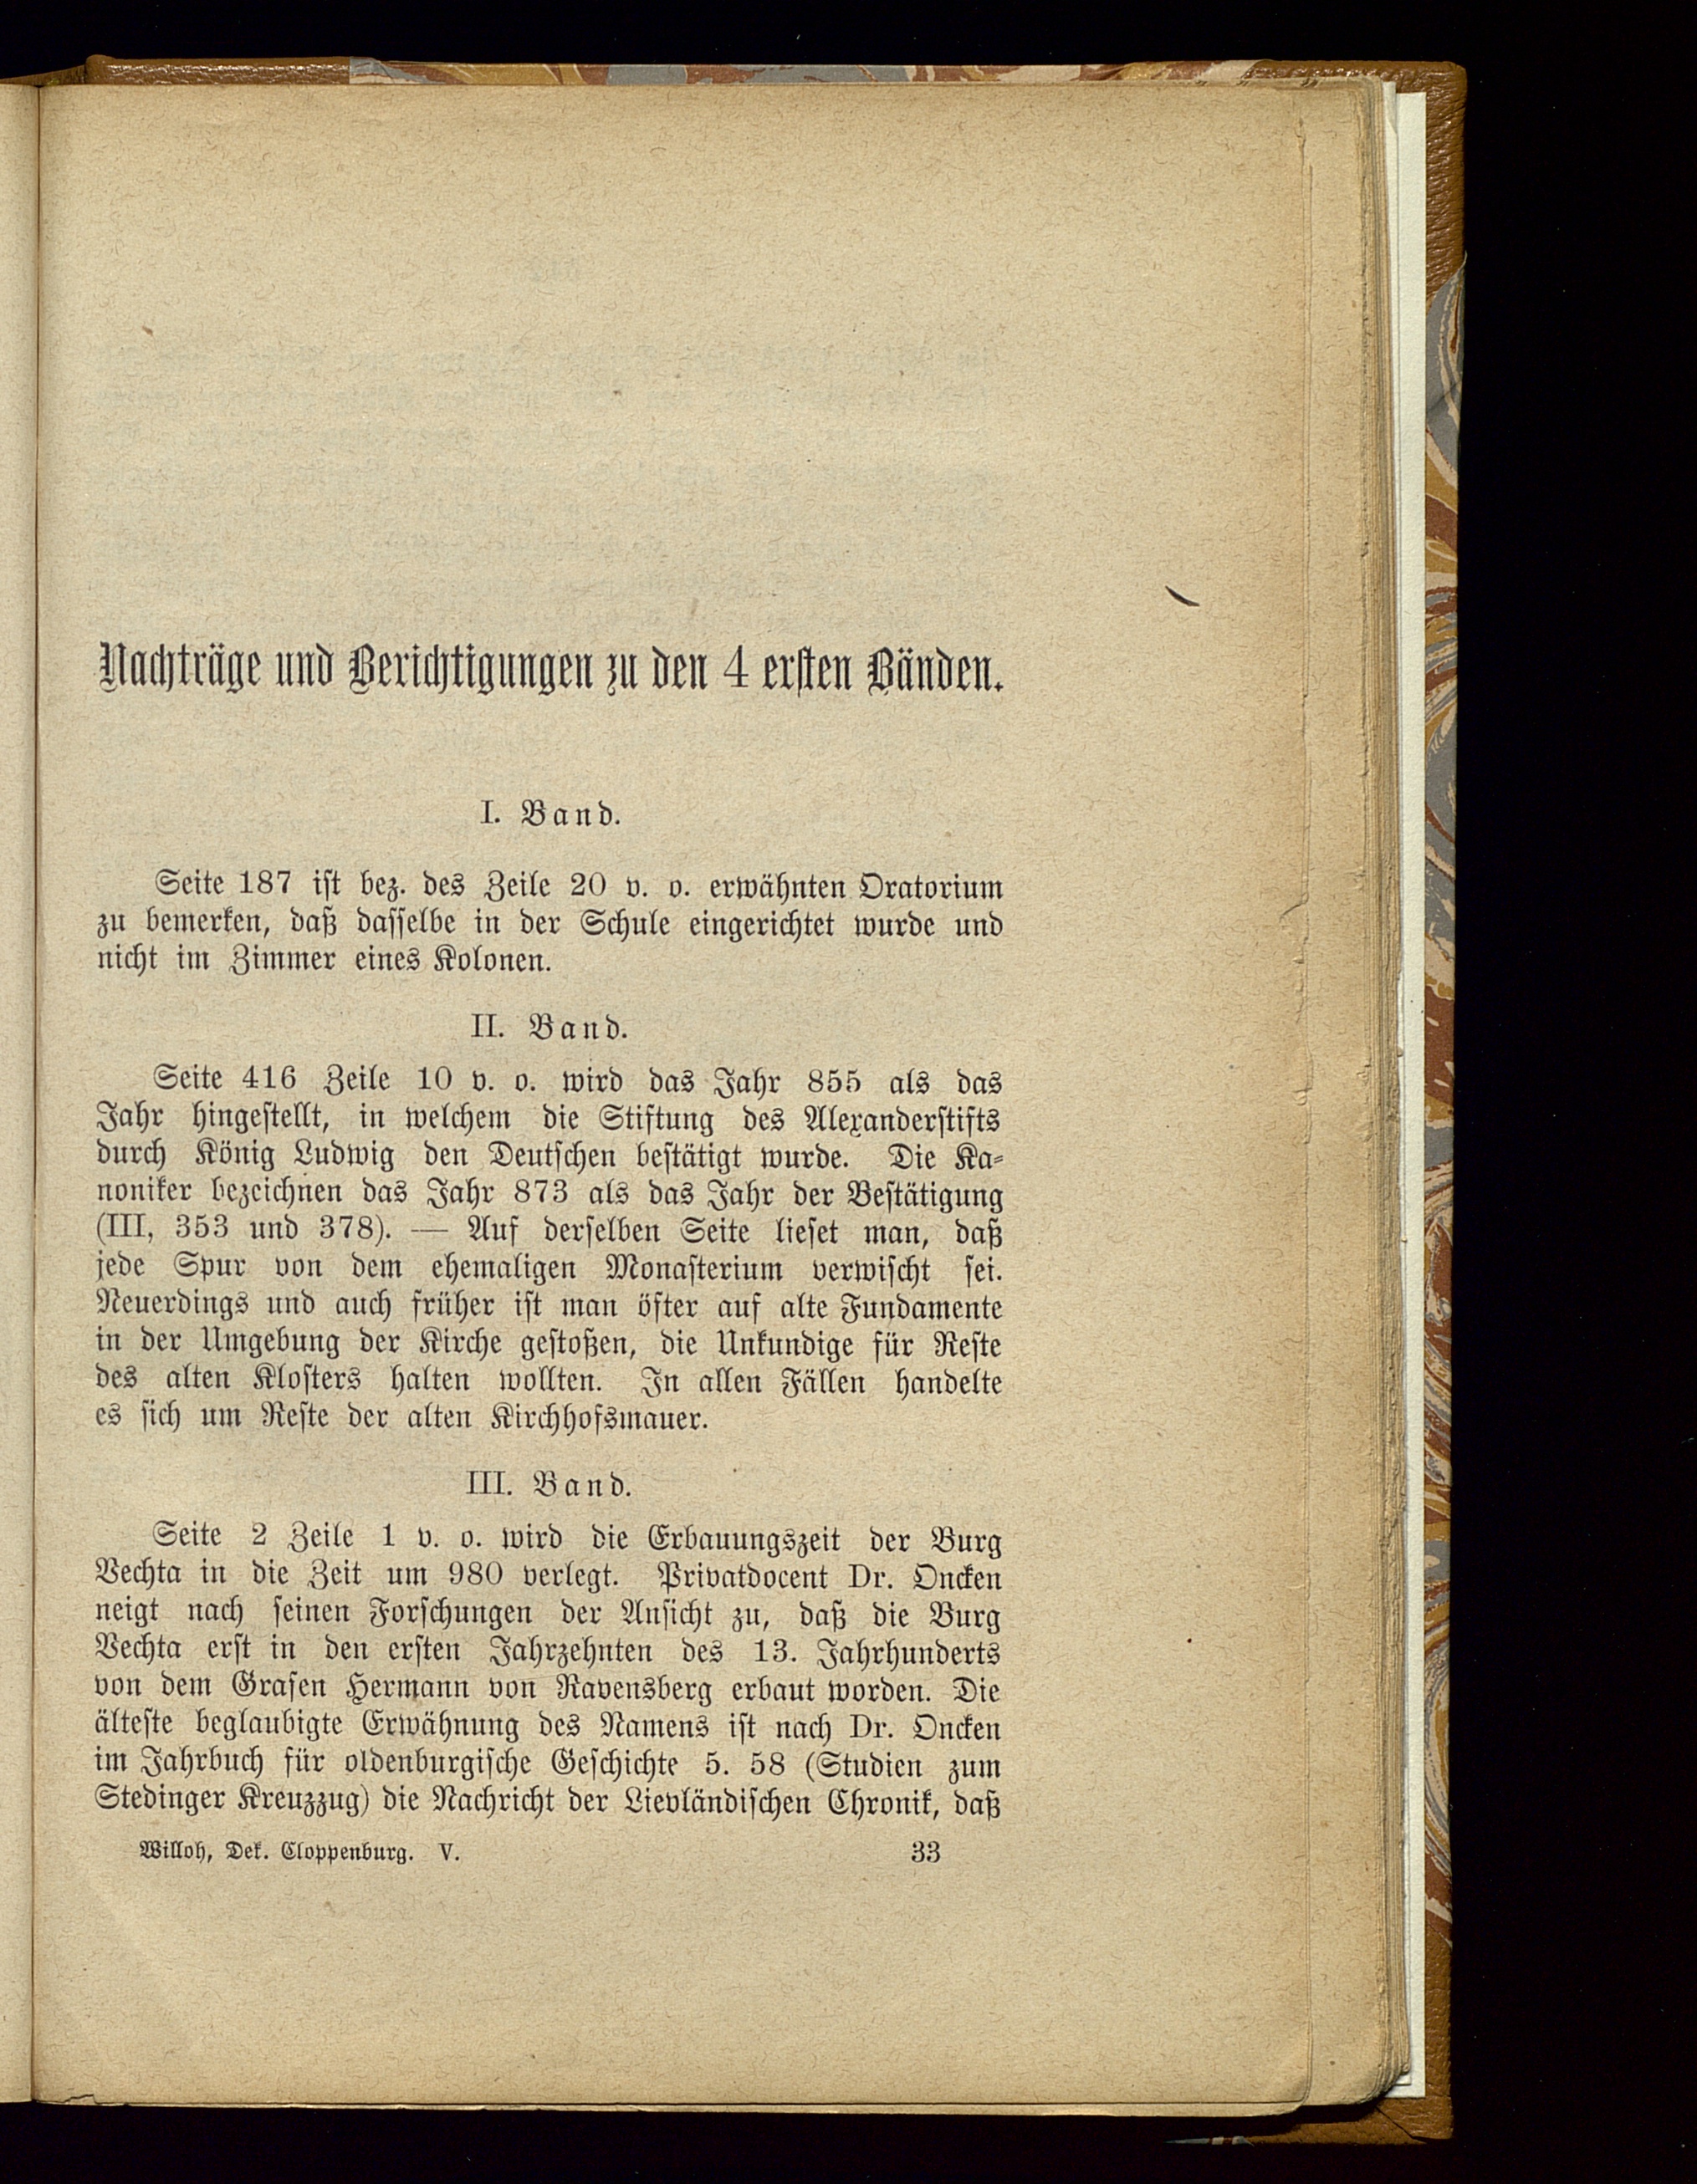 Nachträge und Berichtigungen zu den 4 ersten Bänden.
I. Band.
Seite 187 ist bez. des Zeile 20 v. o. erwähnten Oratorium
zu bemerken, daß dasselbe in der Schule eingerichtet wurde und
nicht im Zimmer eines Kolonen.
II. Band.
Seite 416 Zeile 10 v. o. wird das Jahr 855 als das
Jahr hingestellt, in welchem die Stiftung des Alexanderstifts
durch König Ludwig den Deutschen bestätigt wurde. Die Ka-
noniker bezeichnen das Jahr 873 als das Jahr der Bestätigung
(III, 353 und 378). — Auf derselben Seite lieset man, daß
jede Spur von dem ehemaligen Monasterium verwischt sei.
Neuerdings und auch früher ist man öfter auf alte Fundamente
in der Umgebung der Kirche gestoßen, die Unkundige für Reste
des alten Klosters halten wollten. In allen Fällen handelte
es sich um Reste der alten Kirchhofsmauer.
III. Band.
Seite 2 Zeile 1 v. o. wird die Erbauungszeit der Burg
Vechta in die Zeit um 980 verlegt. Privatdocent Dr. Oncken
neigt nach seinen Forschungen der Ansicht zu, daß die Burg
Vechta erst in den ersten Jahrzehnten des 13. Jahrhunderts
von dem Grafen Hermann von Ravensberg erbaut worden. Die
älteste beglaubigte Erwähnung des Namens ist nach Dr. Oncken
im Jahrbuch für oldenburgische Geschichte 5. 58 (Studien zum
Stedinger Kreuzzug) die Nachricht der Lievländischen Chronik, daß
Willoh, Dek. Cloppenburg. V. 33